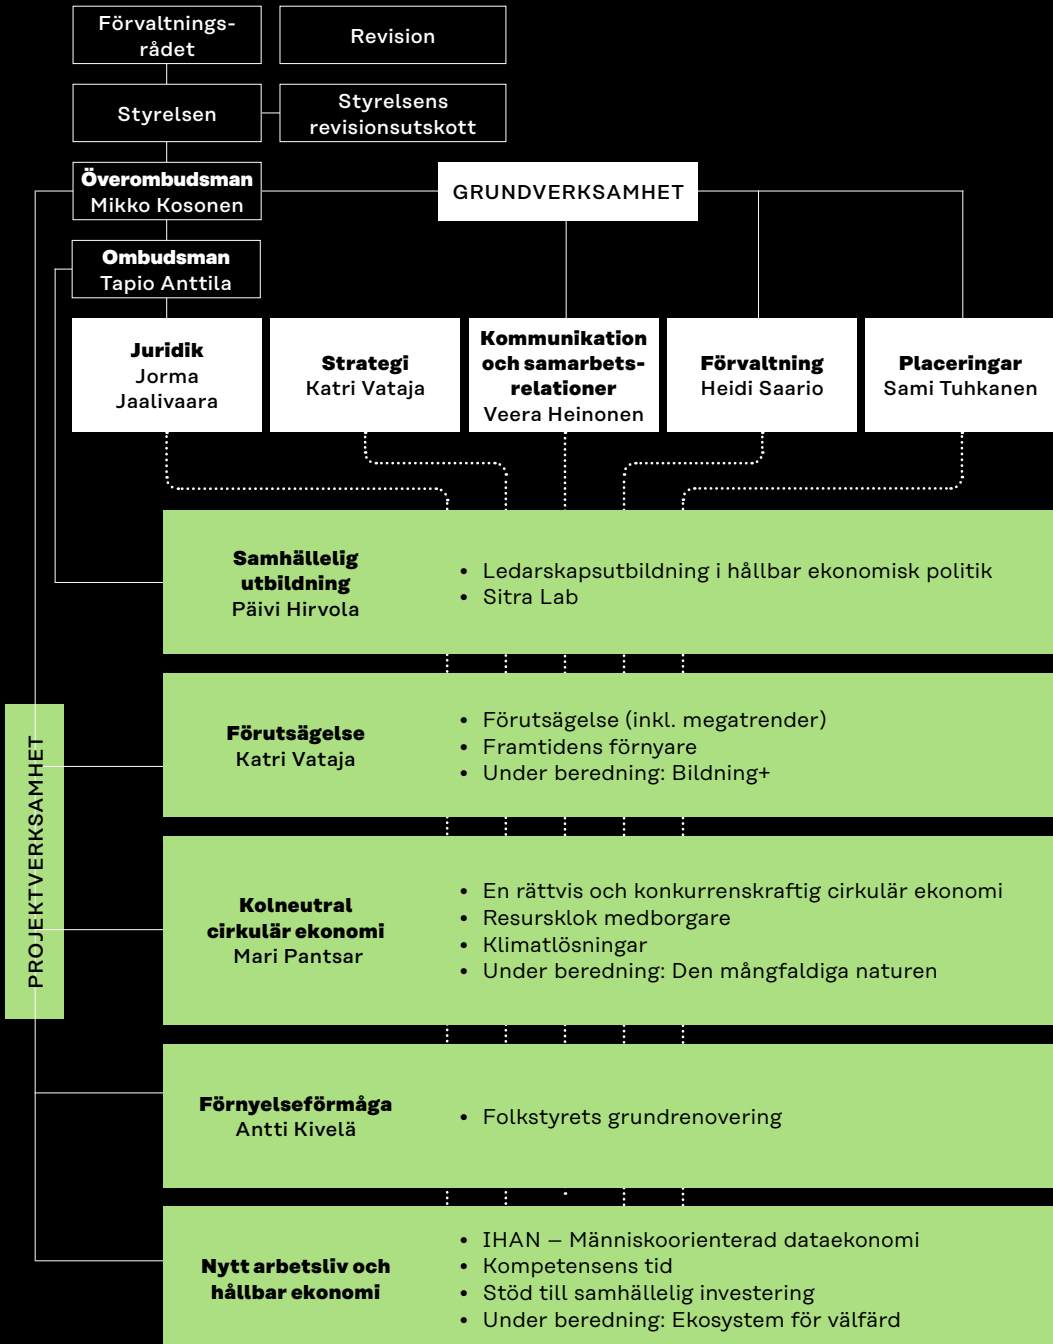 Förvaltnings-
rådet
Revision
Styrelsen
Styrelsens
revisionsutskott
Överombudsman
Mikko Kosonen
GRUNDVERKSAMHET
Ombudsman
Tapio Anttila
Juridik
Jorma
Jaalivaara
Strategi
Katri Vataja
Kommunikation
och samarbets-
relationer
Veera Heinonen
Förvaltning
Heidi Saario
Placeringar
Sami Tuhkanen
PROJEKTVERKSAMHET
Samhällelig
utbildning
Päivi Hirvola
• Ledarskapsutbildning i hållbar ekonomisk politik
• Sitra Lab
Förutsägelse
Katri Vataja
• Förutsägelse (inkl. megatrender)
• Framtidens förnyare
• Under beredning: Bildning+
Kolneutral
cirkulär ekonomi
Mari Pantsar
• En rättvis och konkurrenskraftig cirkulär ekonomi
• Resursklok medborgare
• Klimatlösningar
• Under beredning: Den mångfaldiga naturen
Förnyelseförmåga
Antti Kivelä
• Folkstyrets grundrenovering
Nytt arbetsliv och
hållbar ekonomi
• IHAN – Människoorienterad dataekonomi
• Kompetensens tid
• Stöd till samhällelig investering
• Under beredning: Ekosystem för välfärd